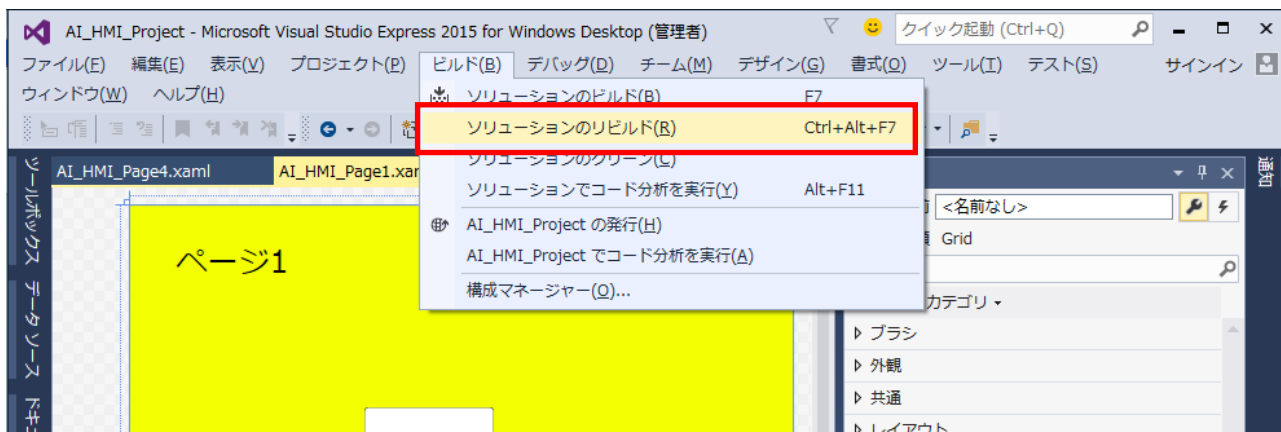 AI_HMI_Project - Microsoft Visual Studio Express 2015 for Windows Desktop (管理者)
クイック起動 (Ctrl+Q)
ファイル(F) 編集(E) 表示(V) プロジェクト(P) ビルド(B) デバッグ(D) チーム(M) デザイン(G) 書式(O) ツール(T) テスト(S) サインイン
ウィンドウ(W) ヘルプ(H)
ソリューションのビルド(B) F7
ソリューションのリビルド(R) Ctrl+Alt+F7
ソリューションのクリーン(C)
ソリューションでコード分析を実行(Y) Alt+F11
AI_HMI_Project の発行(H)
AI_HMI_Project でコード分析を実行(A)
構成マネージャー(O)...
ツールボックス
データ ソース
AI_HMI_Page4.xaml
AI_HMI_Page1.xa
ページ1
<名前なし>
Grid
カテゴリ
ブラシ
外観
共通
レイアウト
通知